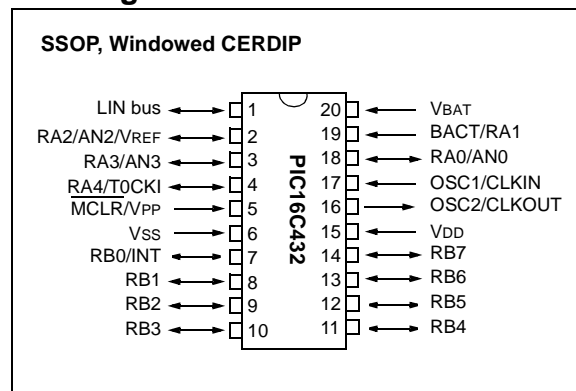 SSOP, Windowed CERDIP
LIN bus 1 20 VBAT
RA2/AN2/VREF 2 19 BACT/RA1
RA3/AN3 3 18 RA0/AN0
RA4/T0CKI 4 17 OSC1/CLKIN
MCLR/VPP 5 16 OSC2/CLKOUT
VSS 6 15 VDD
RB0/INT 7 14 RB7
RB1 8 13 RB6
RB2 9 12 RB5
RB3 10 11 RB4
PIC16C432